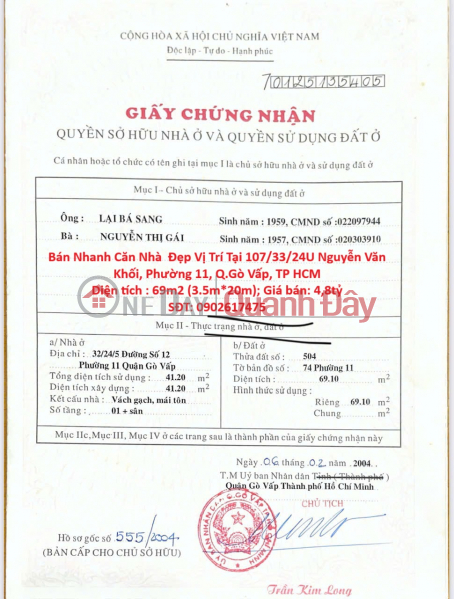 CỘNG HÒA XÃ HỘI CHỦ NGHĨA VIỆT NAM
Độc lập - Tự do - Hạnh phúc
70125135405
GIẤY CHỨNG NHẬN
QUYỀN SỞ HỮU NHÀ Ở VÀ QUYỀN SỬ DỤNG ĐẤT Ở
Cá nhân hoặc tổ chức có tên ghi tại mục I là chủ sở hữu nhà ở và sử dụng đất ở
Mục I - Chủ sở hữu nhà ở và sử dụng đất ở
Ông : LẠI BÁ SANG Sinh năm : 1959, CMND số :022097944
Bà : NGUYỄN THỊ GÁI Sinh năm : 1957, CMND số :020303910
Bán Nhanh Căn Nhà Đẹp Vị Trí Tại 107/33/24U Nguyễn Văn
Khối, Phường 11, Q.Gò Vấp, TP HCM
Diện tích : 69m2 (3.5m*20m); Giá bán: 4,8tỷ
SĐT: 0902617475
Mục II - Thực trạng nhà ở, đất ở
a/ Nhà ở
Địa chỉ : 32/24/5 Đường Số 12
Phường 11 Quận Gò Vấp
Tổng diện tích sử dụng : 41.20 m2
Diện tích xây dựng : 41.20 m2
Kết cấu nhà : Vách gạch, mái tôn
Số tầng : 01 + sân
b/ Đất ở
Thửa đất số : 504
Tờ bản đồ số : 74 Phường 11
Diện tích : 69.10 m2
Hình thức sử dụng :
Riêng 69.10 m2
Chung m2
Mục IIc,Mục III, Mục IV ở các trang sau là thành phần của giấy chứng nhận này
Ngày .06 tháng .02. năm .2004..
T.M Uỷ ban Nhân dân Tỉnh ( Thành phố )
Quận Gò Vấp Thành phố Hồ Chí Minh
CHỦ TỊCH
Hồ sơ gốc số 555/2004
(BẢN CẤP CHO CHỦ SỞ HỮU)
Trần Kim Long